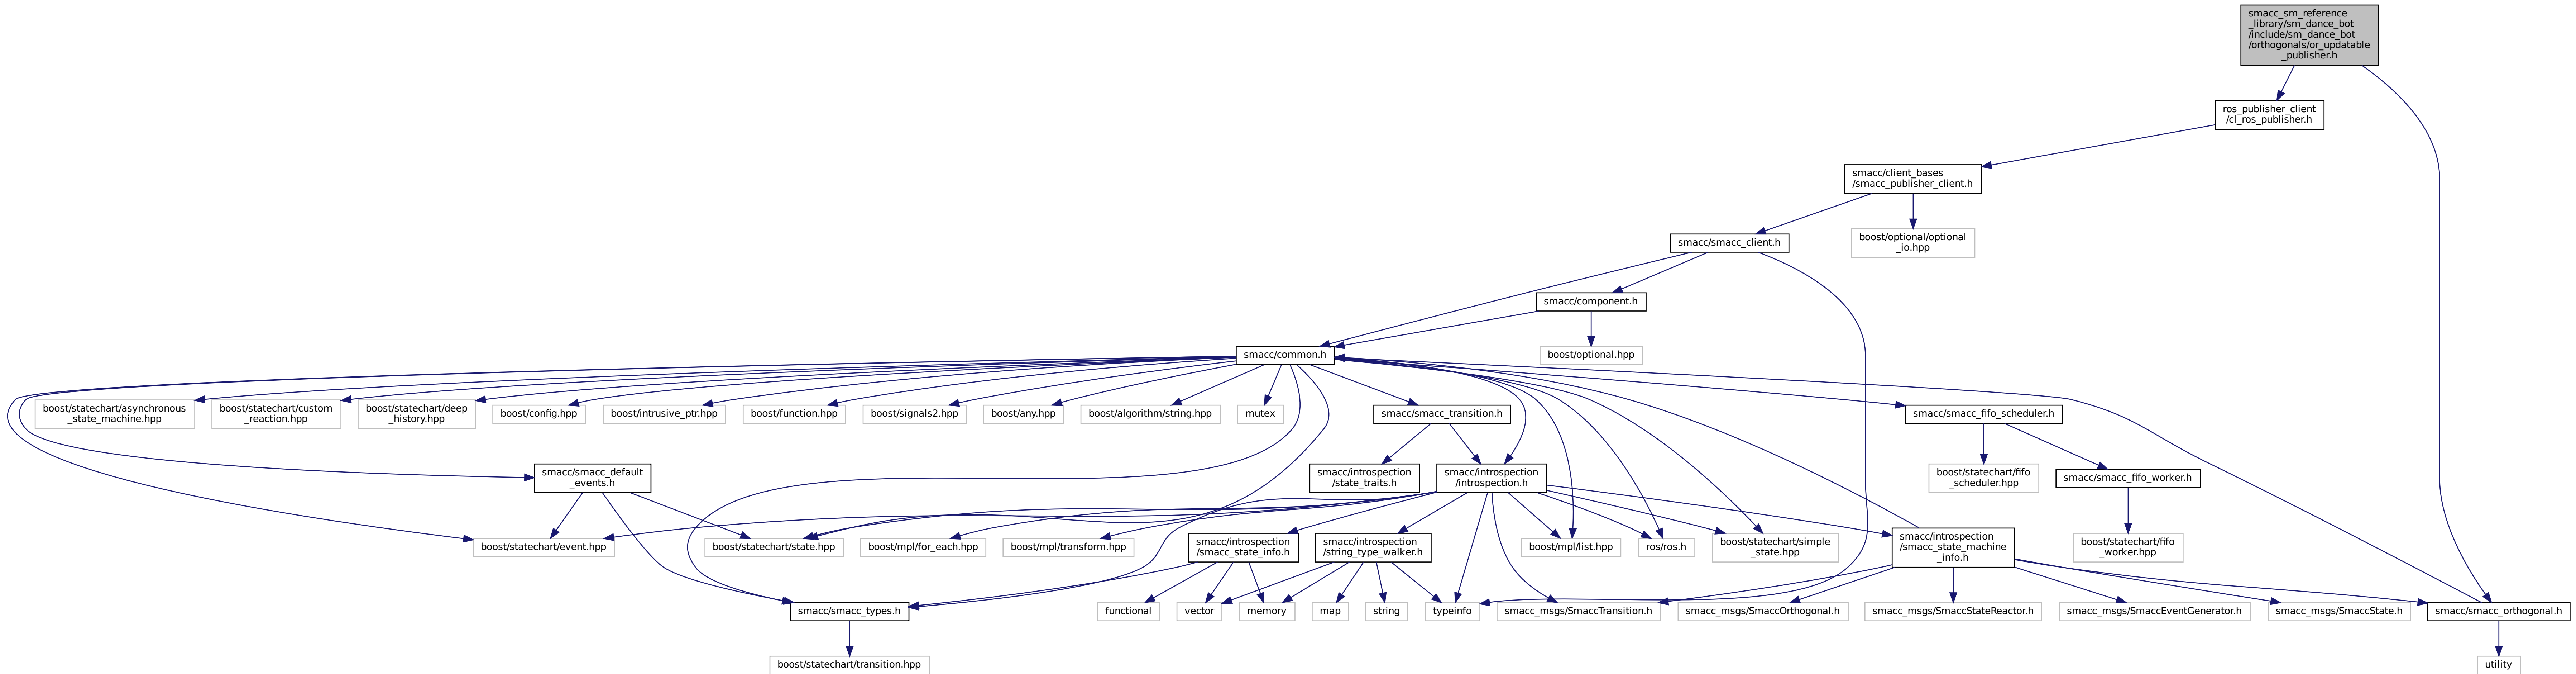 smacc_sm_reference
_library/sm_dance_bot
/include/sm_dance_bot
/orthogonals/or_updatable
_publisher.h
ros_publisher_client
/cl_ros_publisher.h
smacc/client_bases
/smacc_publisher_client.h
smacc/smacc_client.h
boost/optional/optional
_io.hpp
smacc/component.h
smacc/common.h
boost/optional.hpp
boost/statechart/asynchronous
_state_machine.hpp
boost/statechart/custom
_reaction.hpp
boost/statechart/deep
_history.hpp
boost/config.hpp
boost/intrusive_ptr.hpp
boost/function.hpp
boost/signals2.hpp
boost/any.hpp
boost/algorithm/string.hpp
mutex
smacc/smacc_transition.h
smacc/smacc_fifo_scheduler.h
smacc/smacc_default
_events.h
smacc/introspection
/state_traits.h
smacc/introspection
/introspection.h
boost/statechart/fifo
_scheduler.hpp
smacc/smacc_fifo_worker.h
boost/statechart/event.hpp
boost/statechart/state.hpp
boost/mpl/for_each.hpp
boost/mpl/transform.hpp
smacc/introspection
/smacc_state_info.h
smacc/introspection
/string_type_walker.h
boost/mpl/list.hpp
ros/ros.h
boost/statechart/simple
_state.hpp
smacc/introspection
/smacc_state_machine
_info.h
boost/statechart/fifo
_worker.hpp
smacc/smacc_types.h
functional
vector
memory
map
string
typeinfo
smacc_msgs/SmaccTransition.h
smacc_msgs/SmaccOrthogonal.h
smacc_msgs/SmaccStateReactor.h
smacc_msgs/SmaccEventGenerator.h
smacc_msgs/SmaccState.h
smacc/smacc_orthogonal.h
boost/statechart/transition.hpp
utility